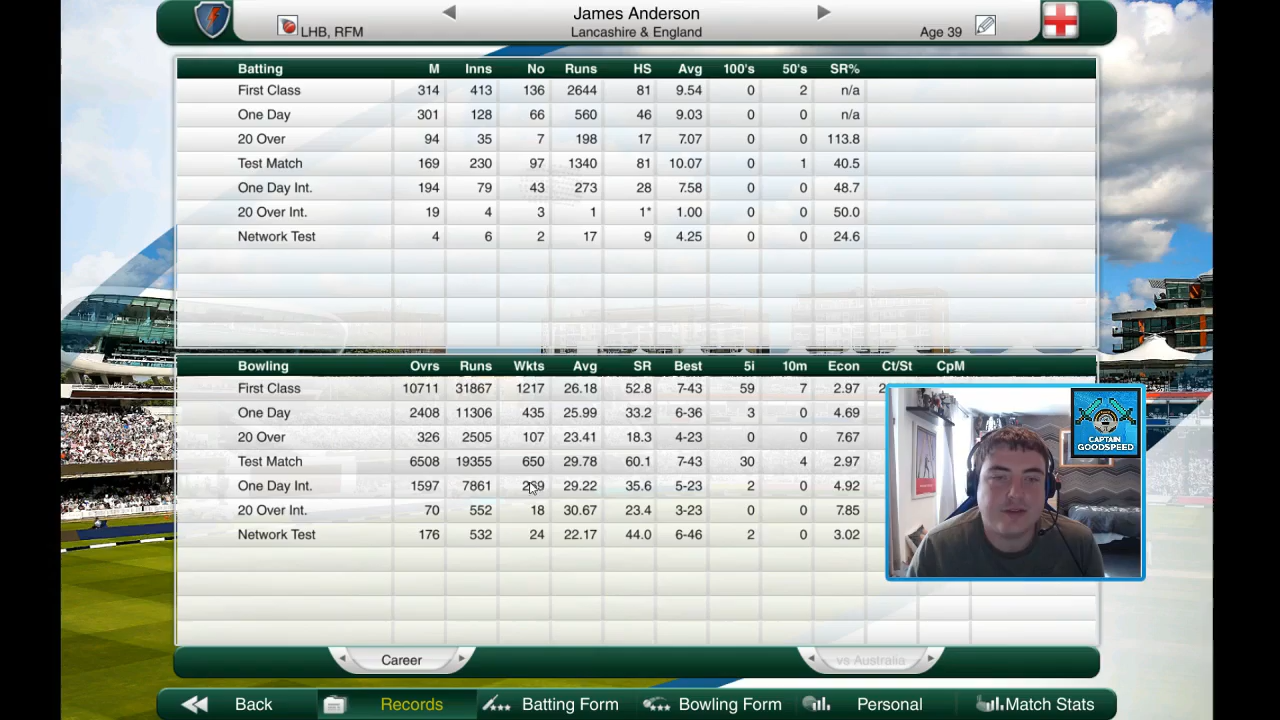 James Anderson
LHB, RFM Lancashire & England Age 39
Batting M Inns No Runs HS Avg 100's 50's SR%
First Class 314 413 136 2644 81 9.54 0 2 n/a
One Day 301 128 66 560 46 9.03 0 0 n/a
20 Over 94 35 7 198 17 7.07 0 0 113.8
Test Match 169 230 97 1340 81 10.07 0 1 40.5
One Day Int. 194 79 43 273 28 7.58 0 0 48.7
20 Over Int. 19 4 3 1 1* 1.00 0 0 50.0
Network Test 4 6 2 17 9 4.25 0 0 24.6
Bowling Ovrs Runs Wkts Avg SR Best 5i 10m Econ Ct/St CpM
First Class 10711 31867 1217 26.18 52.8 7-43 59 7 2.97
One Day 2408 11306 435 25.99 33.2 6-36 3 0 4.69
20 Over 326 2505 107 23.41 18.3 4-23 0 0 7.67
Test Match 6508 19355 650 29.78 60.1 7-43 30 4 2.97
One Day Int. 1597 7861 29.22 35.6 5-23 2 0 4.92
20 Over Int. 70 552 18 30.67 23.4 3-23 0 0 7.85
Network Test 176 532 24 22.17 44.0 6-46 2 0 3.02
CAPTAIN
GOODSPEED
Career vs Australia
Back Records Batting Form Bowling Form Personal Match Stats